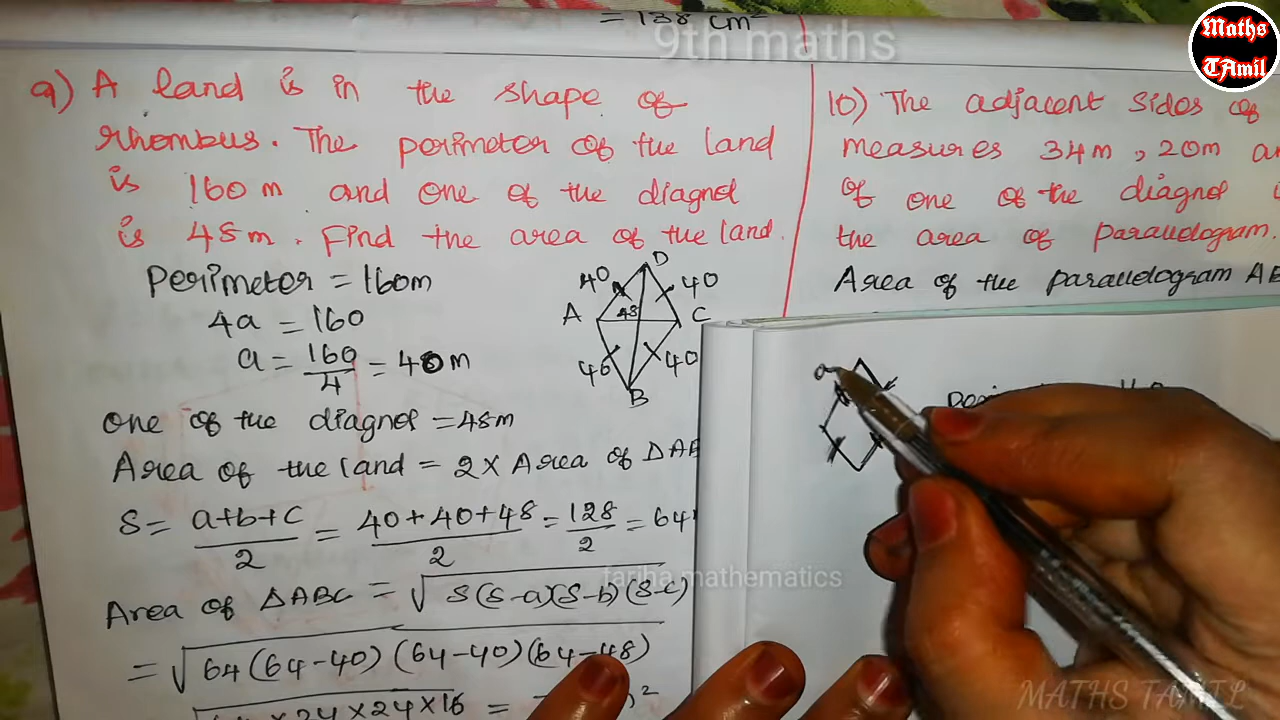 = 138 cm²
9th maths
Maths
TAmil
9) A land is in the shape of
rhombus. The perimeter of the land
is 160 m and one of the diagnol
is 48m. Find the area of the land.
Perimeter = 160m
4a = 160
a = 160/4 = 40 m
D
40 40
A 48 C
40 40
B
One of the diagnol = 48m
Area of the land = 2 × Area of ΔAB
S = a+b+c/2 = 40+40+48/2 = 128/2 = 64
Area of ΔABC = √S(S-a)(S-b)(S-c)
= √64(64-40)(64-40)(64-48)
×24×24×16 =
10) The adjacent sides of
measures 34m, 20m
of one of the diagnol
the area of parallelogram.
Area of the parallelogram AB
a
fariha mathematics
MATHS TAMIL